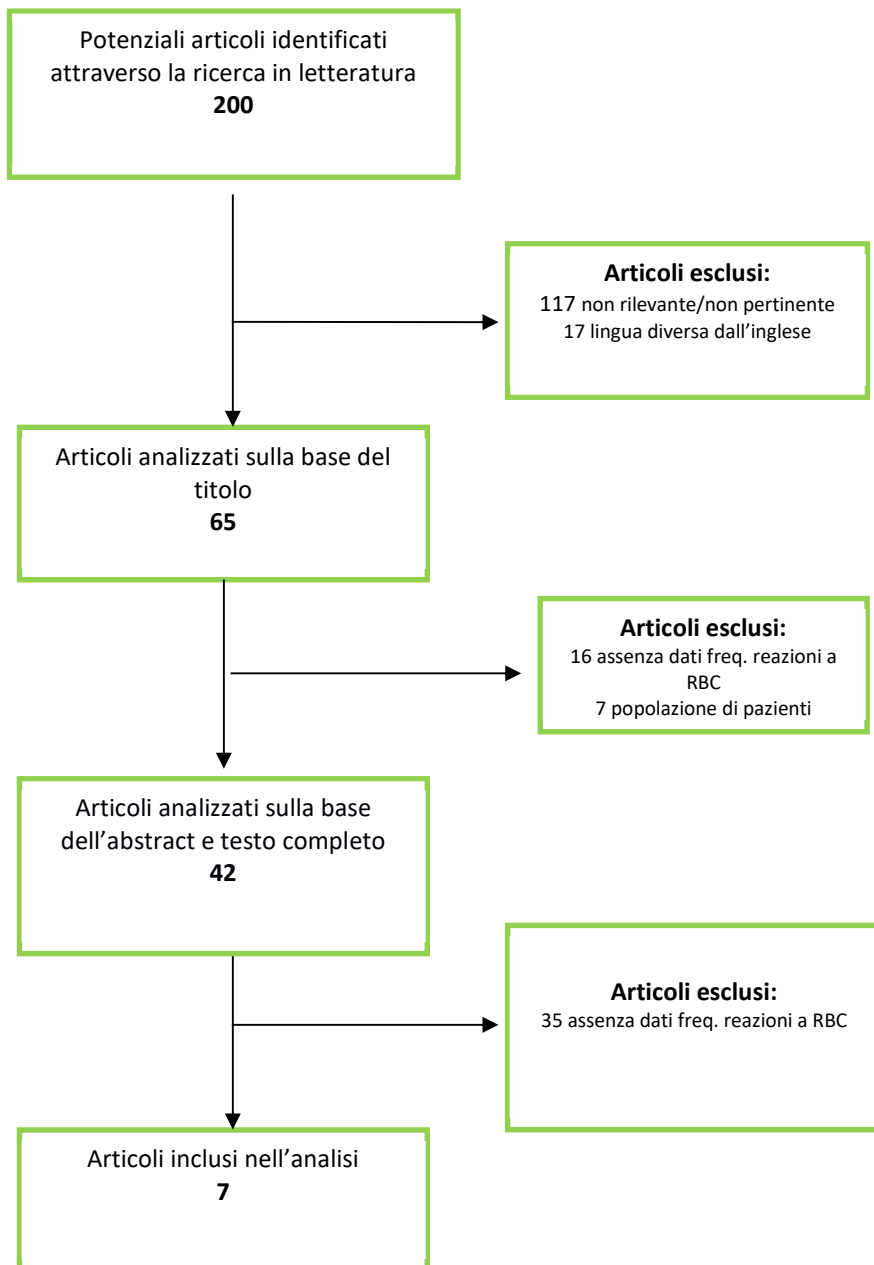 Potenziali articoli identificati
attraverso la ricerca in letteratura
200
Articoli esclusi:
117 non rilevante/non pertinente
17 lingua diversa dall’inglese
Articoli analizzati sulla base del
titolo
65
Articoli esclusi:
16 assenza dati freq. reazioni a
RBC
7 popolazione di pazienti
Articoli analizzati sulla base
dell’abstract e testo completo
42
Articoli esclusi:
35 assenza dati freq. reazioni a RBC
Articoli inclusi nell’analisi
7